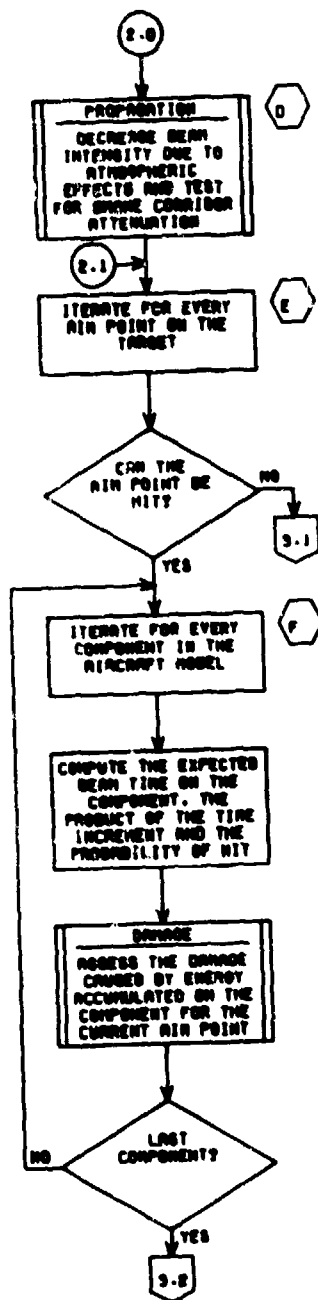 2.0
PROPAGATION
D
DECREASE BEAM
INTENSITY DUE TO
ATMOSPHERIC
EFFECTS AND TEST
FOR SMOKE CORRIDOR
ATTENUATION
2.1
ITERATE FOR EVERY
AIM POINT ON THE
TARGET
E
CAN THE
AIM POINT BE
HIT?
NO
3.1
YES
ITERATE FOR EVERY
COMPONENT IN THE
AIRCRAFT MODEL
F
COMPUTE THE EXPECTED
BEAM TIME ON THE
COMPONENT, THE
PRODUCT OF THE TIME
INCREMENT AND THE
PROBABILITY OF HIT
DAMAGE
ASSESS THE DAMAGE
CAUSED BY ENERGY
ACCUMULATED ON THE
COMPONENT FOR THE
CURRENT AIM POINT
LAST
COMPONENT?
NO
YES
3.2